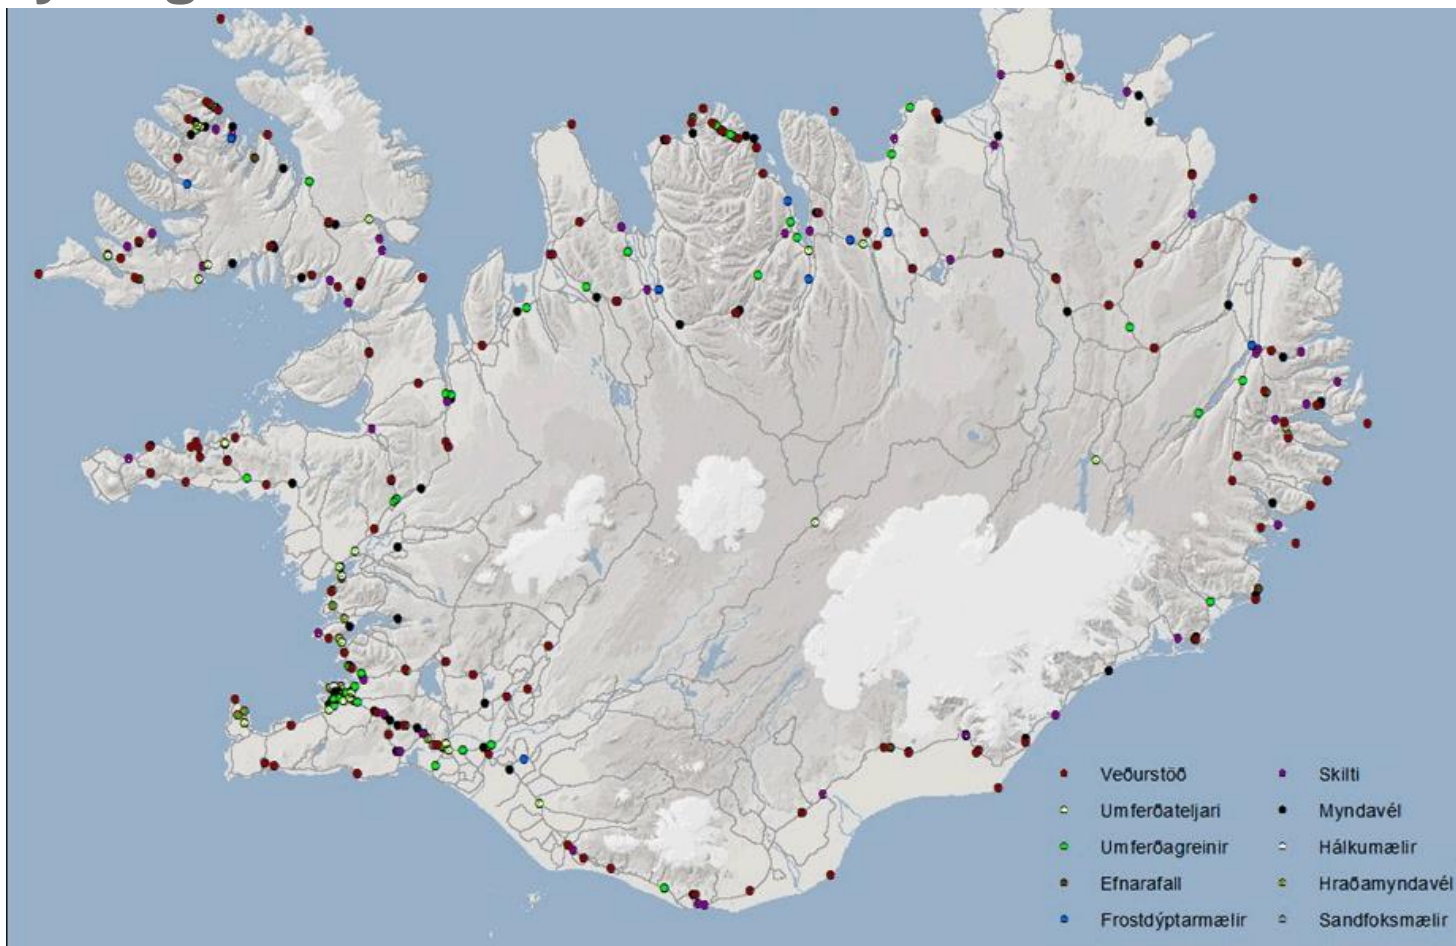 Veðurstöð
Umferðateljari
Umferðagreinir
Efnarafall
Frostdýptarmælir
Skilti
Myndavél
Hálkumælir
Hraðamyndavél
Sandfoksmælir